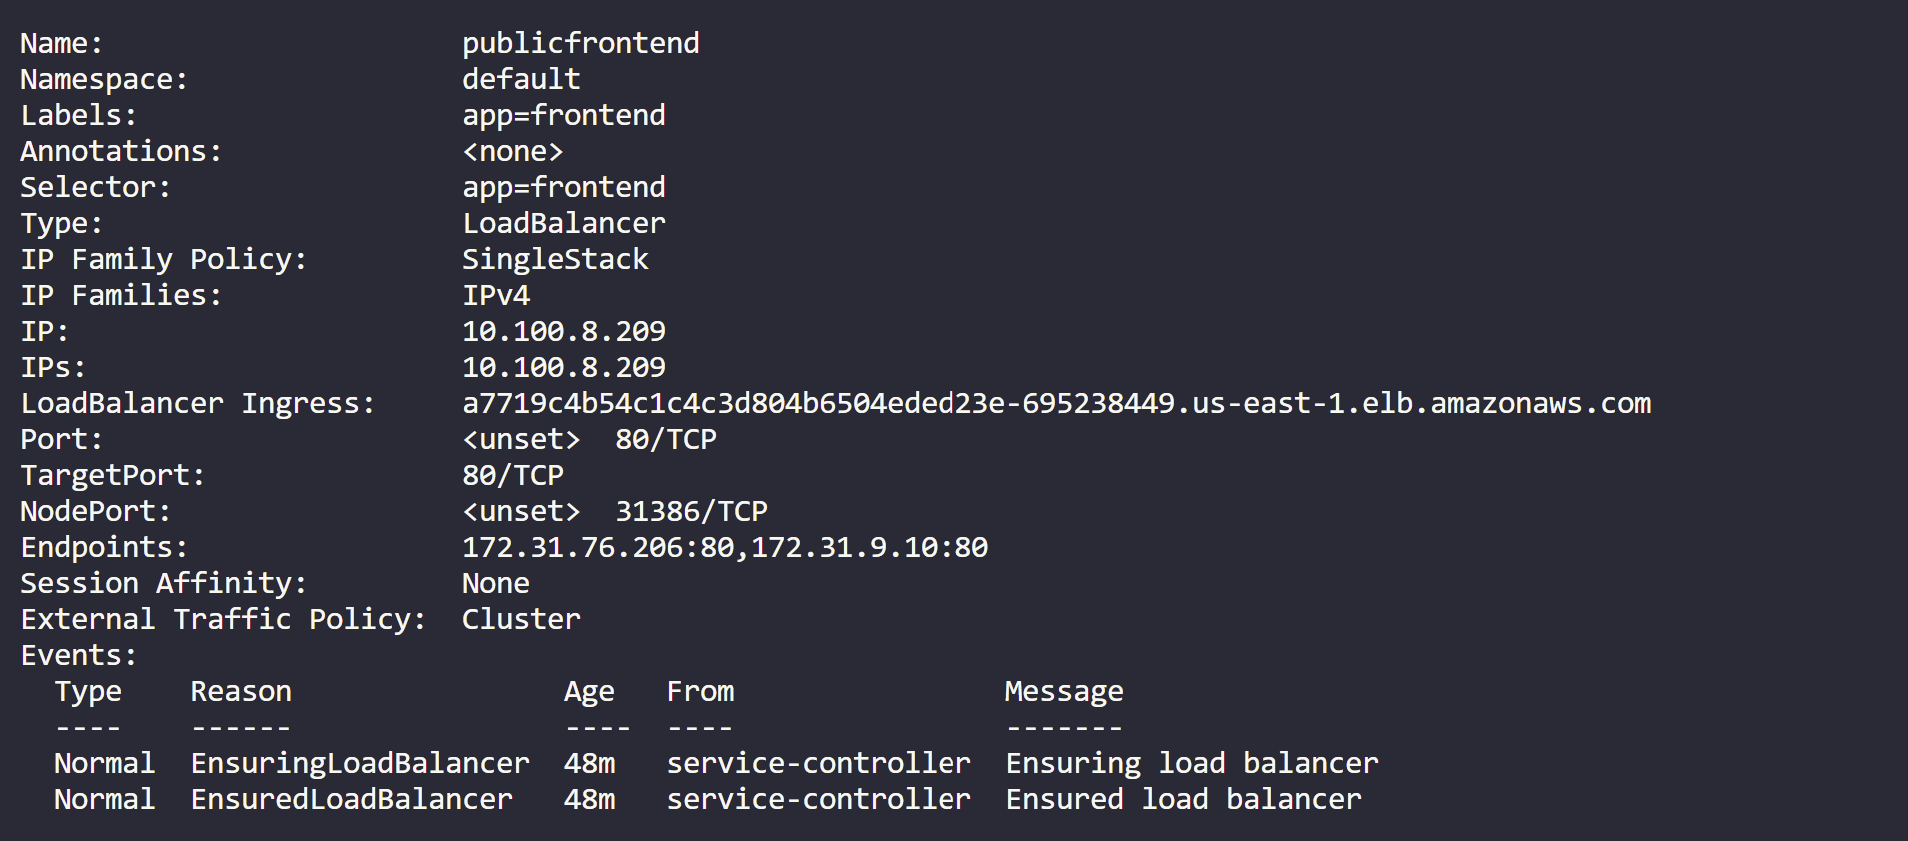 Name:                     publicfrontend
Namespace:                default
Labels:                   app=frontend
Annotations:              <none>
Selector:                 app=frontend
Type:                     LoadBalancer
IP Family Policy:         SingleStack
IP Families:              IPv4
IP:                       10.100.8.209
IPs:                      10.100.8.209
LoadBalancer Ingress:     a7719c4b54c1c4c3d804b6504eded23e-695238449.us-east-1.elb.amazonaws.com
Port:                     <unset>  80/TCP
TargetPort:               80/TCP
NodePort:                 <unset>  31386/TCP
Endpoints:                172.31.76.206:80,172.31.9.10:80
Session Affinity:         None
External Traffic Policy:  Cluster
Events:
  Type    Reason                Age   From                Message
  ----    ------                ----  ----                -------
  Normal  EnsuringLoadBalancer  48m   service-controller  Ensuring load balancer
  Normal  EnsuredLoadBalancer   48m   service-controller  Ensured load balancer